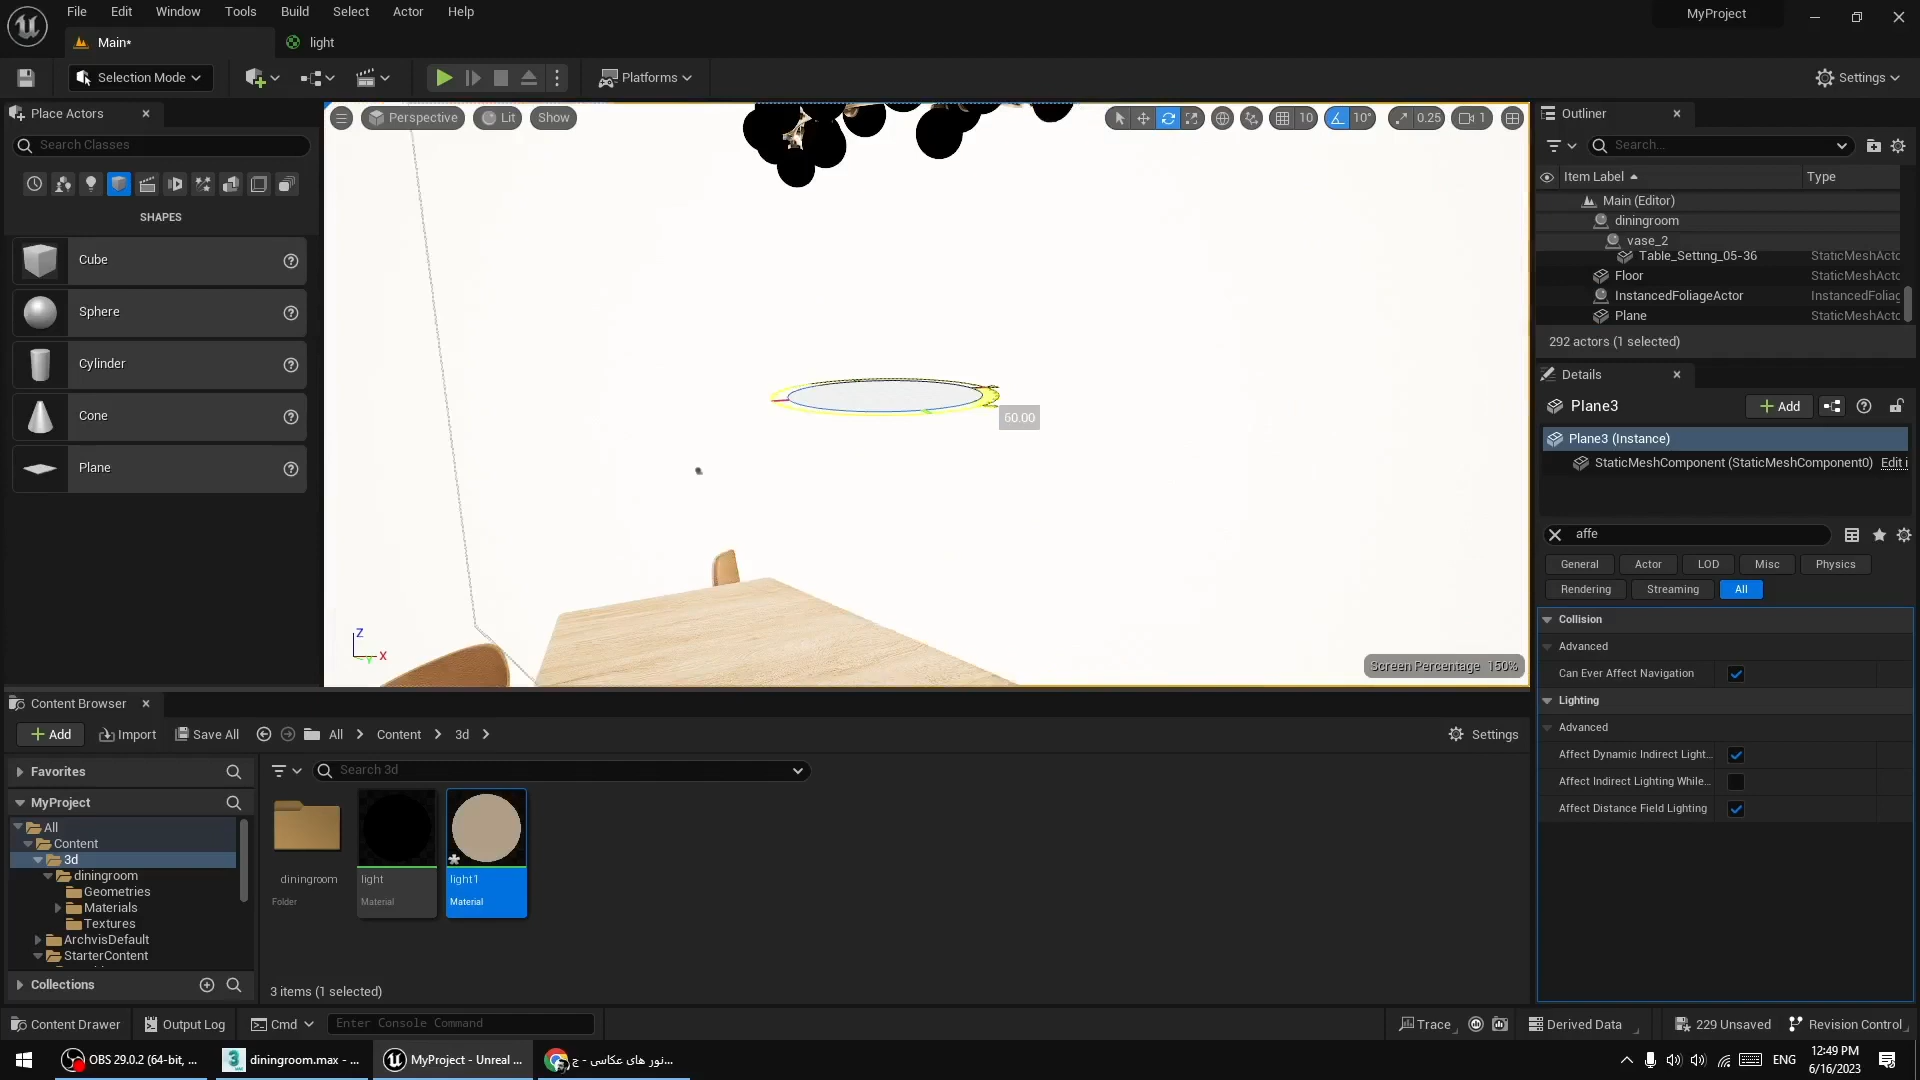 File Edit Window Tools Build Select Actor Help
MyProject
Main*
light
Selection Mode
Platforms
Settings
Place Actors
Search Classes
SHAPES
Cube
Sphere
Cylinder
Cone
Plane
Perspective
Lit
Show
10
10°
0.25
1
60.00
Z
X
Y
Screen Percentage 150%
Outliner
Search...
Item Label
Type
Main (Editor)
diningroom
vase_2
Table_Setting_05-36 StaticMeshActo
Floor StaticMeshActo
InstancedFoliageActor InstancedFoliag
Plane StaticMeshActo
292 actors (1 selected)
Details
Plane3
Add
Plane3 (Instance)
StaticMeshComponent (StaticMeshComponent0) Edit i
affe
General Actor LOD Misc Physics
Rendering Streaming All
Collision
Advanced
Can Ever Affect Navigation
Lighting
Advanced
Affect Dynamic Indirect Light...
Affect Indirect Lighting While...
Affect Distance Field Lighting
Content Browser
Add Import Save All All Content 3d
Settings
Favorites
Search 3d
MyProject
All
Content
3d
diningroom
Geometries
Materials
Textures
ArchvisDefault
StarterContent
Collections
diningroom
Folder
light
Material
light1
Material
3 items (1 selected)
Content Drawer Output Log Cmd Enter Console Command
Trace Derived Data 229 Unsaved Revision Control
OBS 29.0.2 (64-bit, ...
diningroom.max - ...
MyProject - Unreal ...
نور های عکاسی - ج...
ENG
12:49 PM
6/16/2023